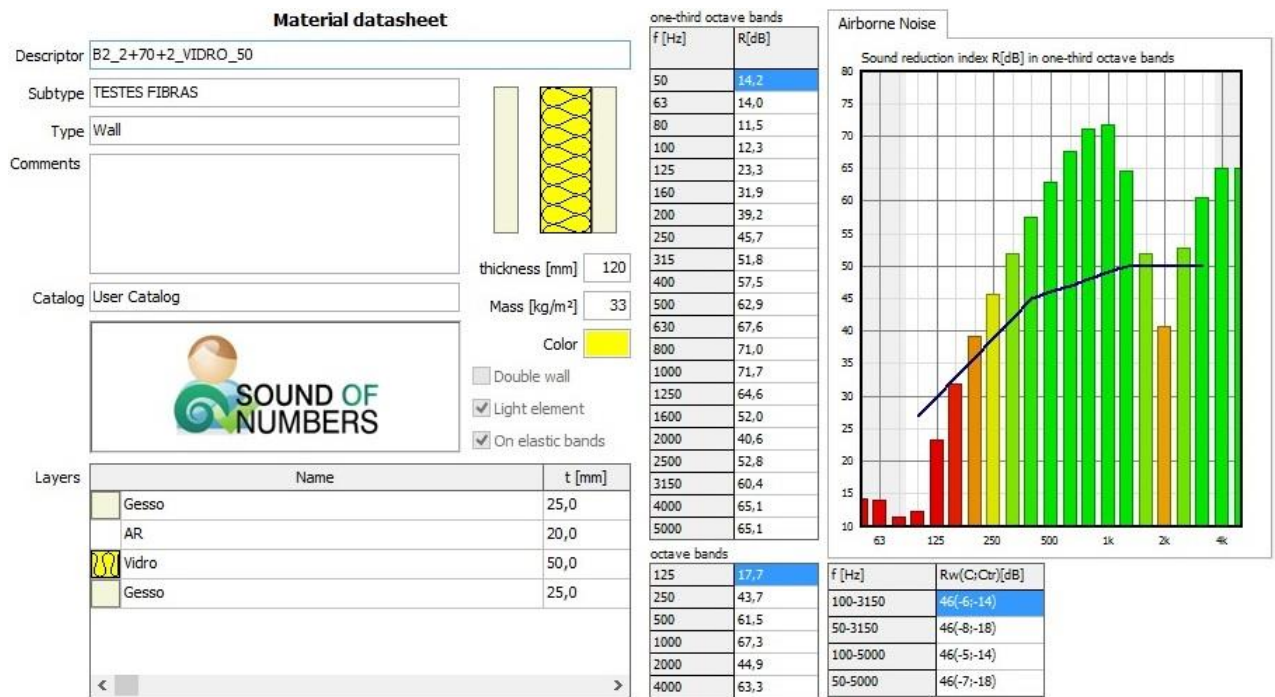 Material datasheet
Descriptor B2_2+70+2_VIDRO_50
Subtype TESTES FIBRAS
Type Wall
Comments
thickness [mm] 120
Catalog User Catalog
Mass [kg/m²] 33
Color
SOUND OF
NUMBERS
Double wall
Light element
On elastic bands
Layers Name t [mm]
Gesso 25,0
AR 20,0
Vidro 50,0
Gesso 25,0
one-third octave bands
f [Hz] R[dB]
50 14,2
63 14,0
80 11,5
100 12,3
125 23,3
160 31,9
200 39,2
250 45,7
315 51,8
400 57,5
500 62,9
630 67,6
800 71,0
1000 71,7
1250 64,6
1600 52,0
2000 40,6
2500 52,8
3150 60,4
4000 65,1
5000 65,1
octave bands
125 17,7
250 43,7
500 61,5
1000 67,3
2000 44,9
4000 63,3
Airborne Noise
Sound reduction index R[dB] in one-third octave bands
80
75
70
65
60
55
50
45
40
35
30
25
20
15
10
63 125 250 500 1k 2k 4k
f [Hz] Rw(C;Ctr)[dB]
100-3150 46(-6;-14)
50-3150 46(-8;-18)
100-5000 46(-5;-14)
50-5000 46(-7;-18)